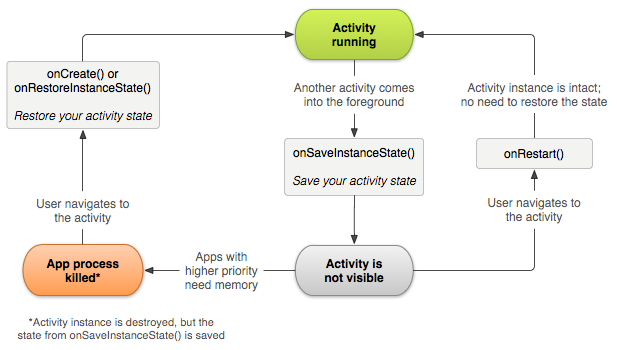 Activity
running
onCreate() or
onRestoreInstanceState()
Restore your activity state
Another activity comes
into the foreground
Activity instance is intact;
no need to restore the state
onSaveInstanceState()
Save your activity state
onRestart()
User navigates to
the activity
User navigates to
the activity
App process
killed*
Apps with
higher priority
need memory
Activity is
not visible
*Activity instance is destroyed, but the
state from onSaveInstanceState() is saved